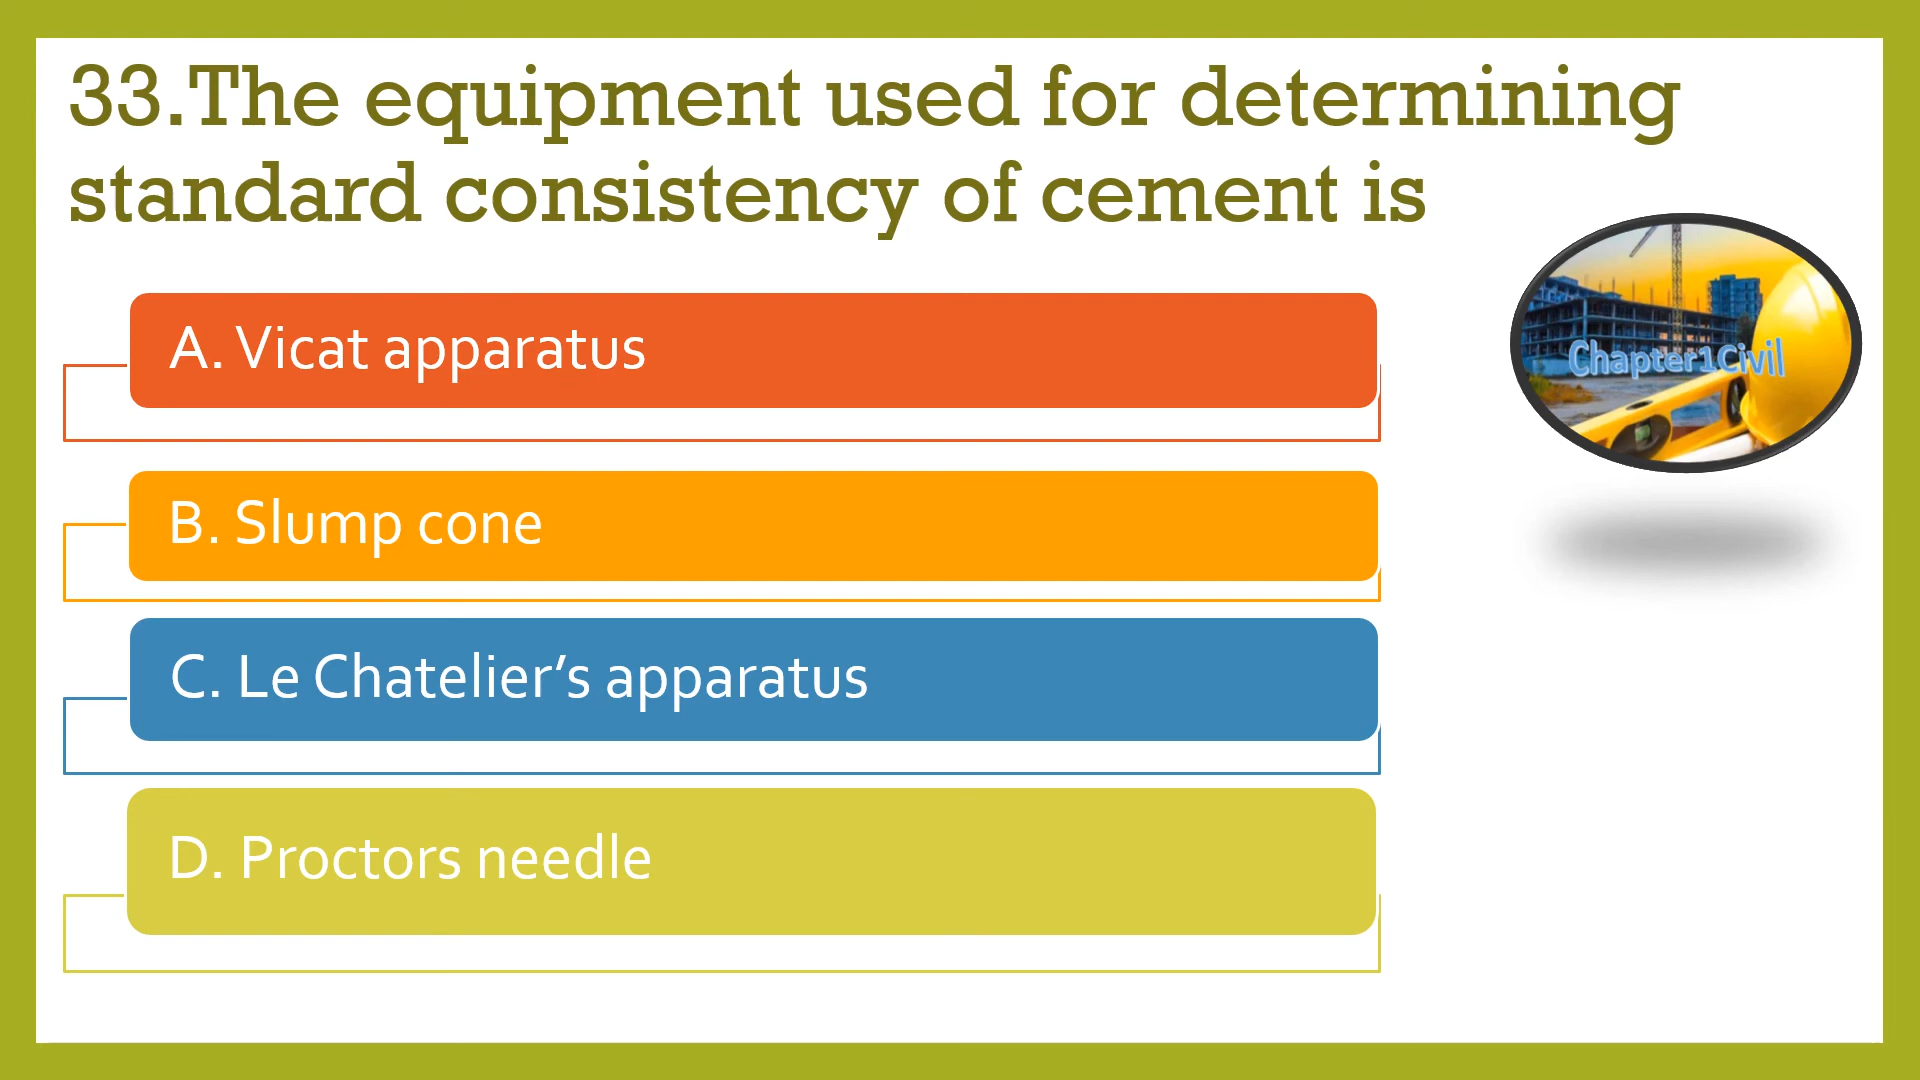 33.The equipment used for determining
standard consistency of cement is
A. Vicat apparatus
Chapter1Civil
B. Slump cone
C. Le Chatelier’s apparatus
D. Proctors needle